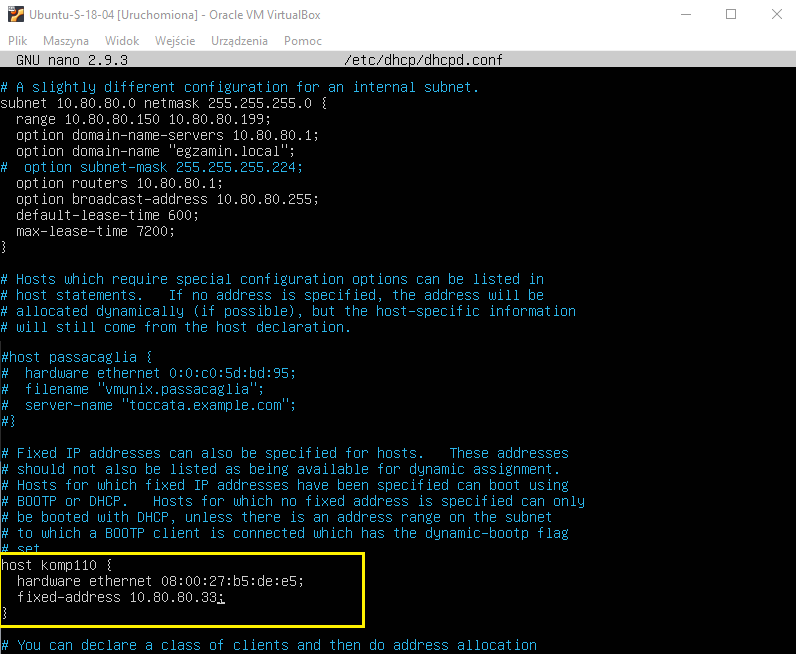 Ubuntu-S-18-04 [Uruchomiona] - Oracle VM VirtualBox
Plik Maszyna Widok Wejście Urządzenia Pomoc
GNU nano 2.9.3 /etc/dhcp/dhcpd.conf
# A slightly different configuration for an internal subnet.
subnet 10.80.80.0 netmask 255.255.255.0 {
  range 10.80.80.150 10.80.80.199;
  option domain-name-servers 10.80.80.1;
  option domain-name "egzamin.local";
#  option subnet-mask 255.255.255.224;
  option routers 10.80.80.1;
  option broadcast-address 10.80.80.255;
  default-lease-time 600;
  max-lease-time 7200;
}
# Hosts which require special configuration options can be listed in
# host statements.   If no address is specified, the address will be
# allocated dynamically (if possible), but the host-specific information
# will still come from the host declaration.
#host passacaglia {
#  hardware ethernet 0:0:c0:5d:bd:95;
#  filename "vmunix.passacaglia";
#  server-name "toccata.example.com";
#}
# Fixed IP addresses can also be specified for hosts.   These addresses
# should not also be listed as being available for dynamic assignment.
# Hosts for which fixed IP addresses have been specified can boot using
# BOOTP or DHCP.   Hosts for which no fixed address is specified can only
# be booted with DHCP, unless there is an address range on the subnet
# to which a BOOTP client is connected which has the dynamic-bootp flag
# set
host komp110 {
  hardware ethernet 08:00:27:b5:de:e5;
  fixed-address 10.80.80.33;
}
# You can declare a class of clients and then do address allocation